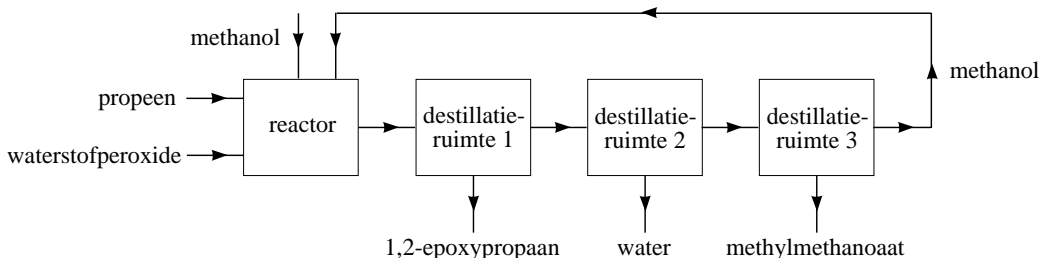 methanol
methanol
propeen
reactor
destillatie-
ruimte 1
destillatie-
ruimte 2
destillatie-
ruimte 3
waterstofperoxide
1,2-epoxypropaan
water
methylmethanoaat